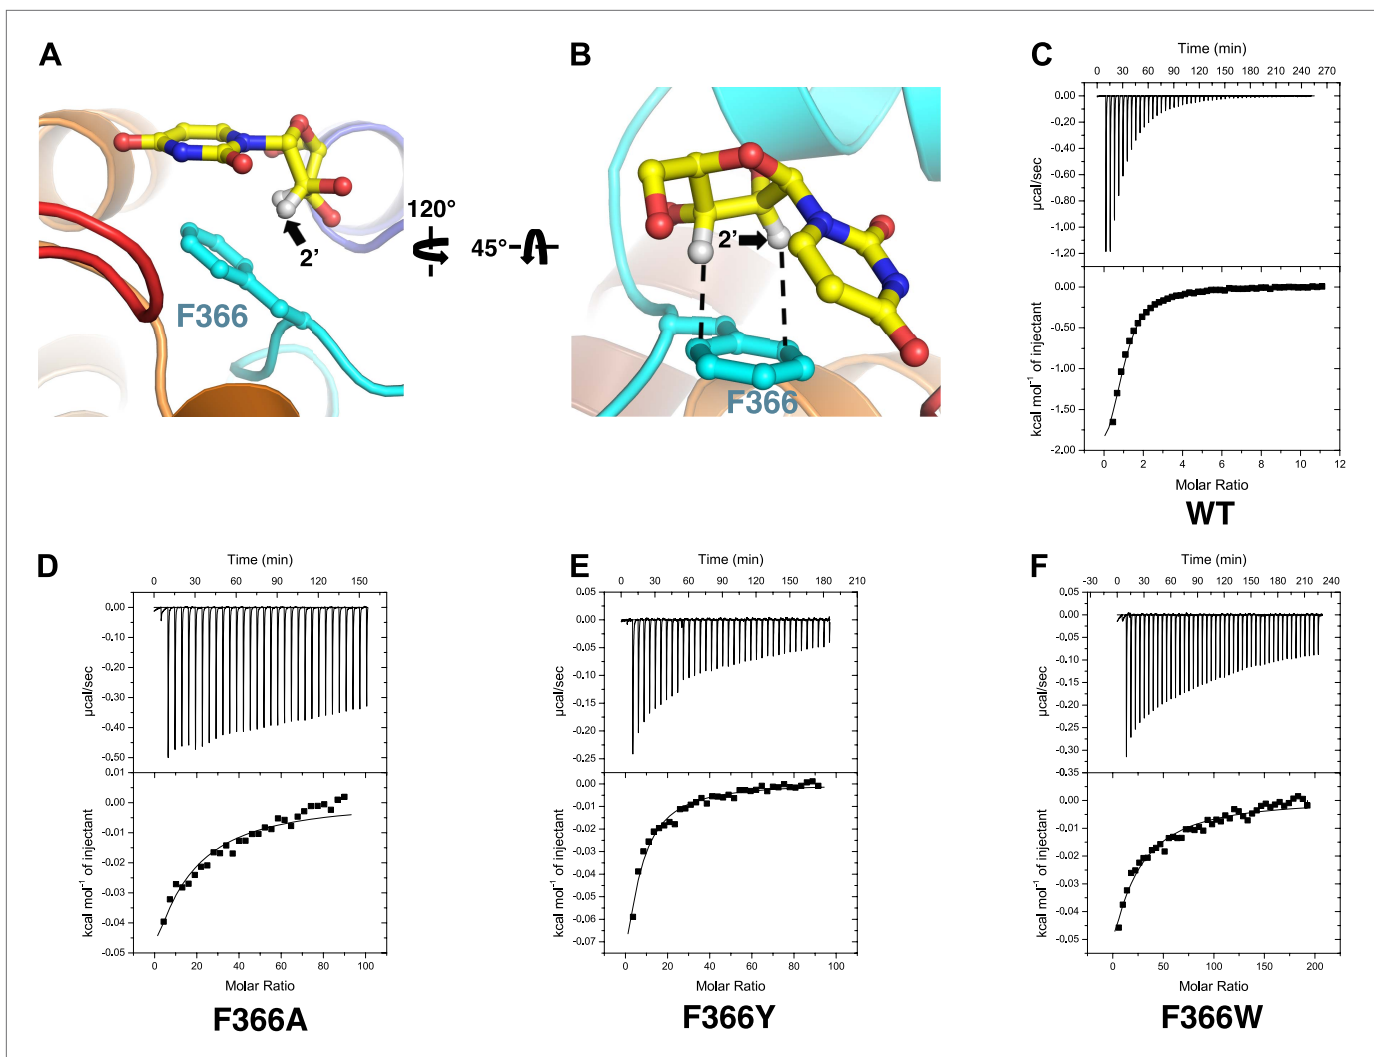 A
2'
F366
120°
45°
B
2'
F366
C
Time (min)
0 30 60 90 120 150 180 210 240 270
0.00
-0.20
-0.40
-0.60
-0.80
-1.00
-1.20
µcal/sec
0.00
-0.50
-1.00
-1.50
-2.00
kcal mol⁻¹ of injectant
0 2 4 6 8 10 12
Molar Ratio
WT
D
Time (min)
0 30 60 90 120 150
0.00
-0.10
-0.20
-0.30
-0.40
-0.50
µcal/sec
0.01
0.00
-0.01
-0.02
-0.03
-0.04
-0.05
kcal mol⁻¹ of injectant
0 20 40 60 80 100
Molar Ratio
F366A
E
Time (min)
0 30 60 90 120 150 180 210
0.00
-0.05
-0.10
-0.15
-0.20
-0.25
µcal/sec
0.00
-0.01
-0.02
-0.03
-0.04
-0.05
-0.06
-0.07
kcal mol⁻¹ of injectant
0 20 40 60 80 100
Molar Ratio
F366Y
F
Time (min)
-30 0 30 60 90 120 150 180 210 240
0.00
-0.05
-0.10
-0.15
-0.20
-0.25
-0.30
-0.35
µcal/sec
0.00
-0.01
-0.02
-0.03
-0.04
-0.05
kcal mol⁻¹ of injectant
0 50 100 150 200
Molar Ratio
F366W